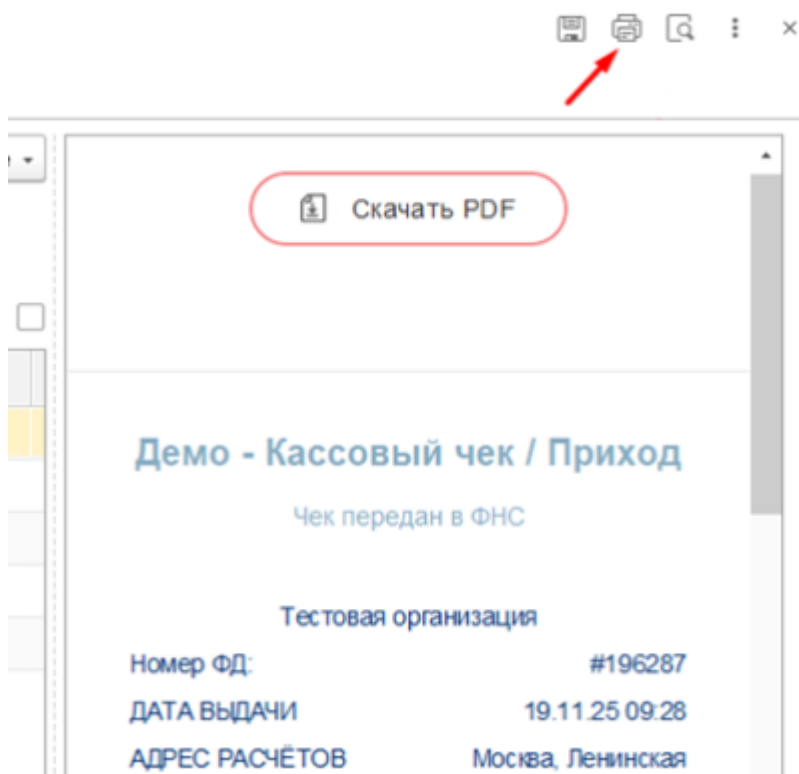 Скачать PDF
Демо - Кассовый чек / Приход
Чек передан в ФНС
Тестовая организация
Номер ФД: #196287
ДАТА ВЫДАЧИ 19.11.25 09:28
АДРЕС РАСЧЁТОВ Москва, Ленинская